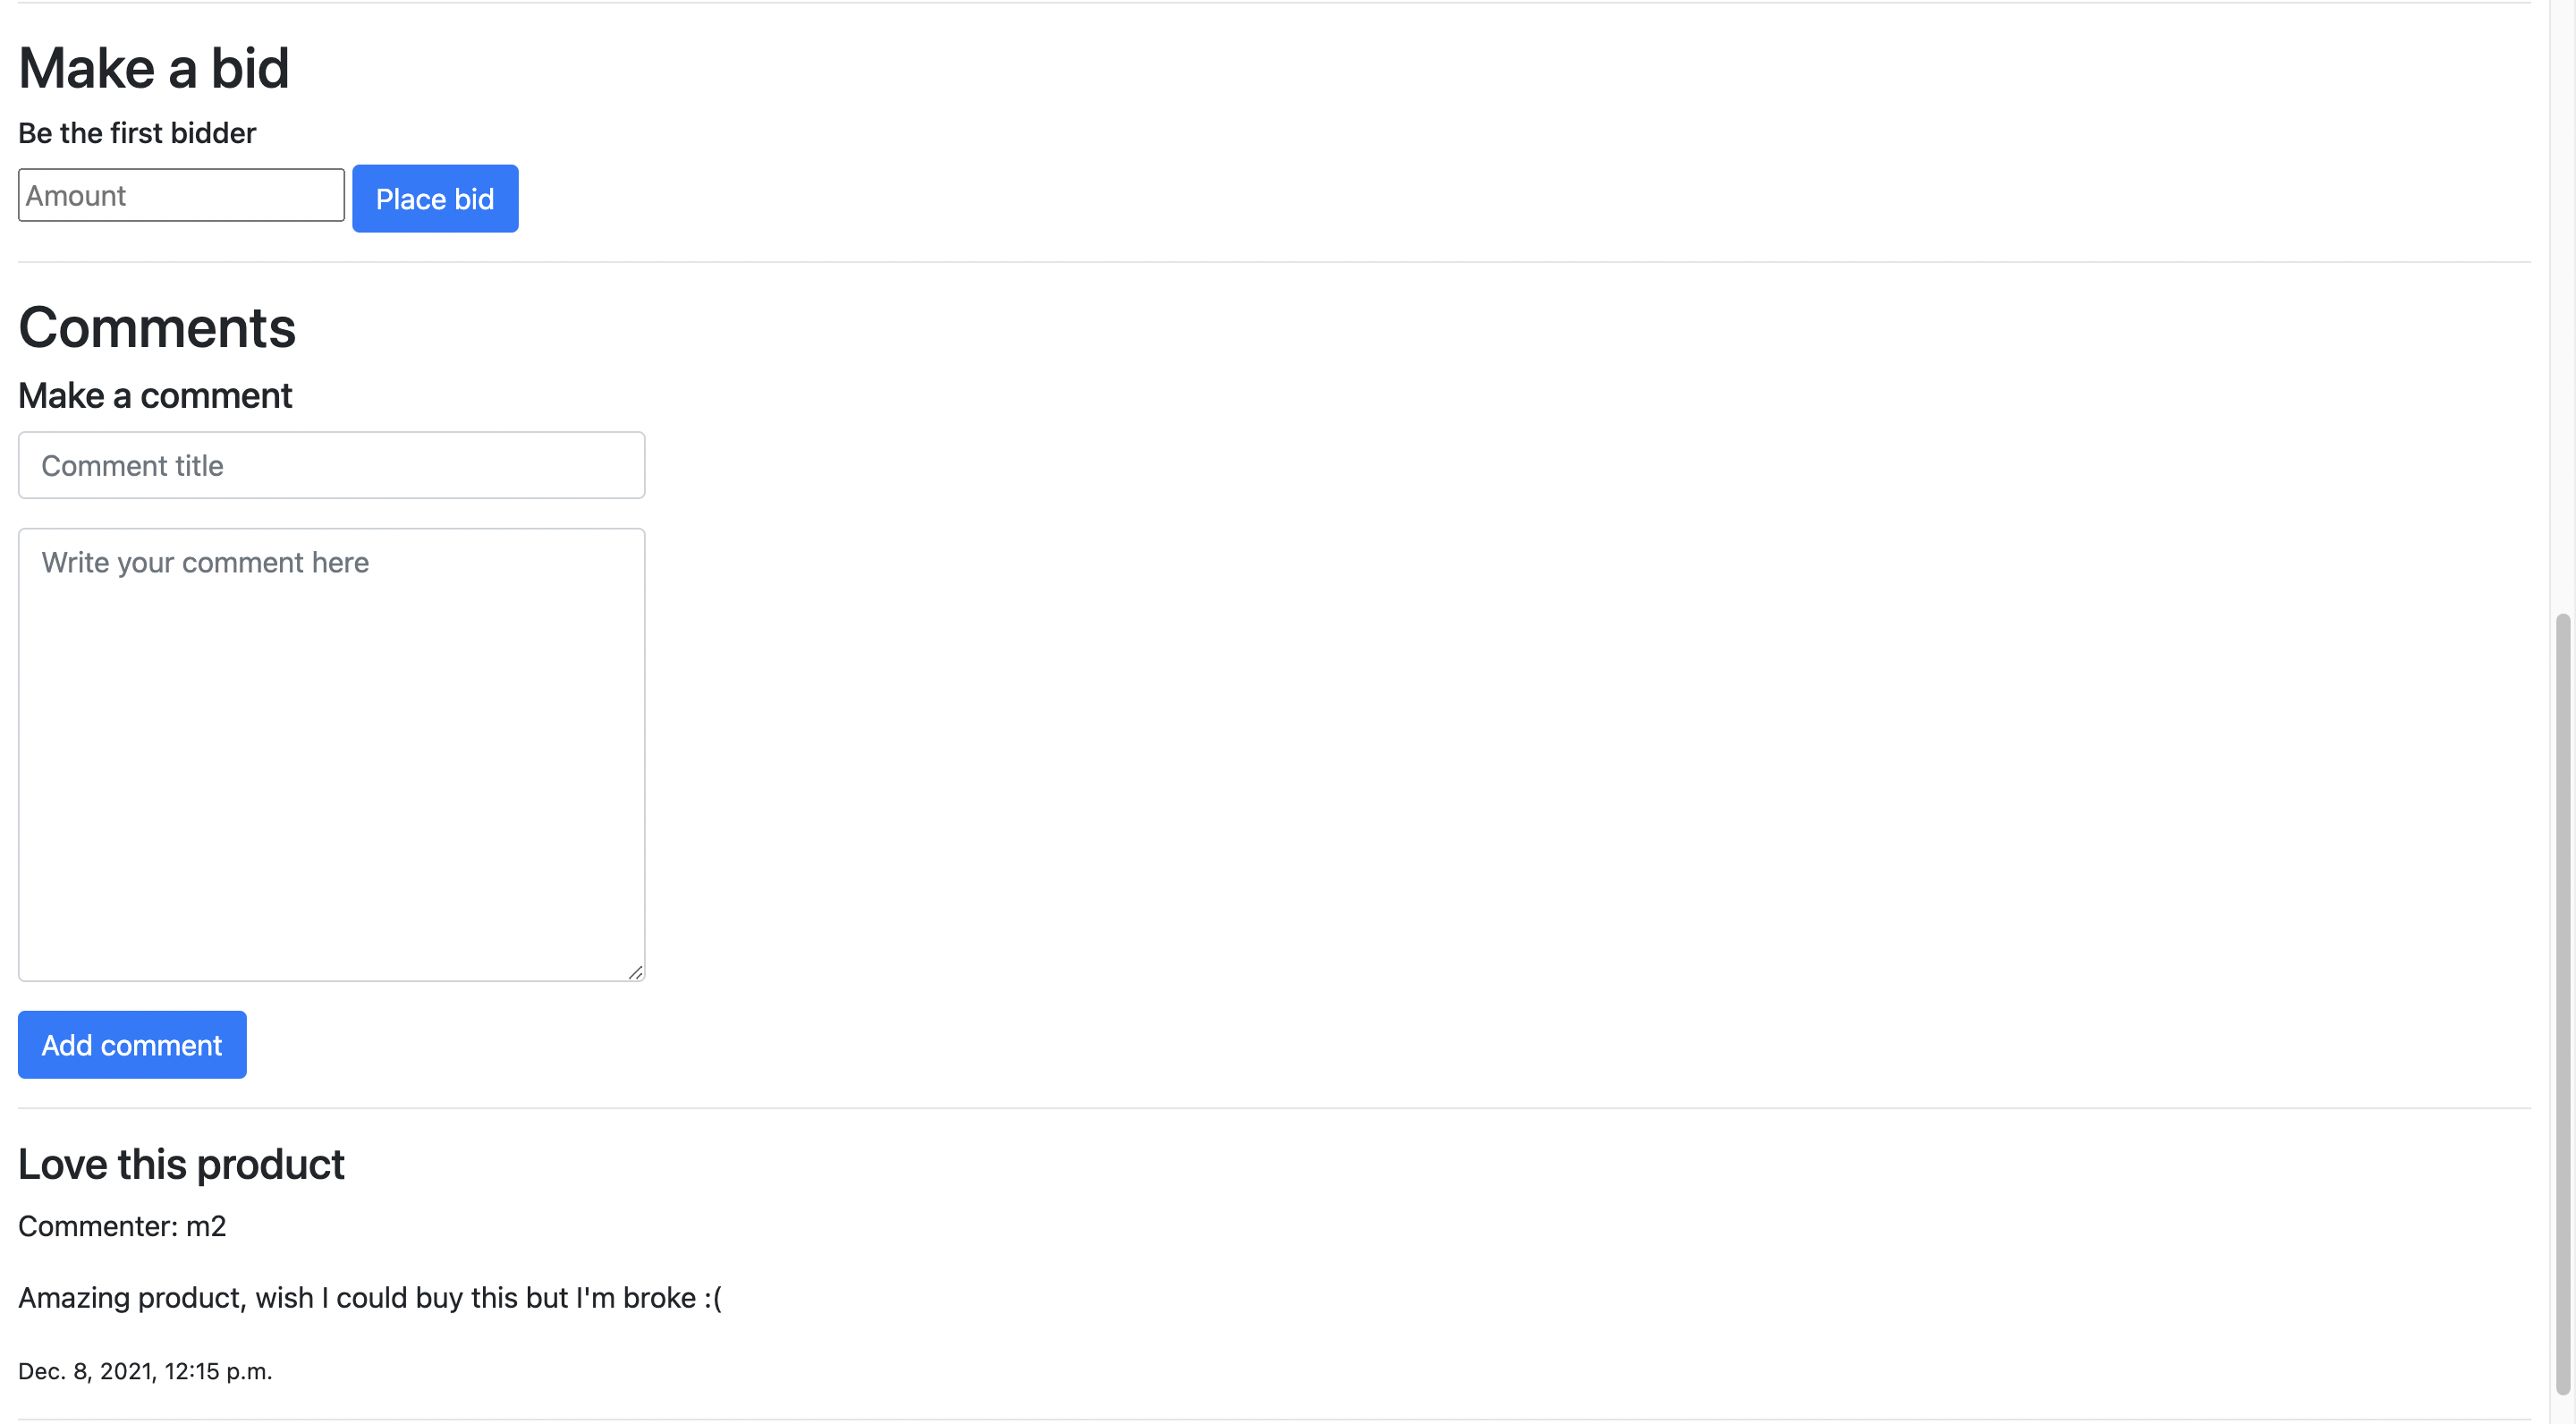 Make a bid
Be the first bidder
Amount
Place bid
Comments
Make a comment
Comment title
Write your comment here
Add comment
Love this product
Commenter: m2
Amazing product, wish I could buy this but I'm broke :(
Dec. 8, 2021, 12:15 p.m.